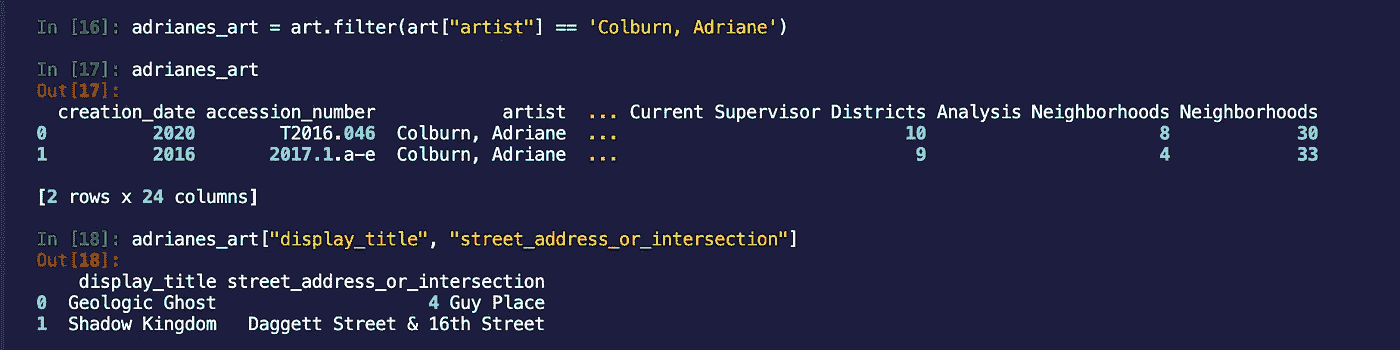 In [16]: adrianes_art = art.filter(art["artist"] == 'Colburn, Adriane')
In [17]: adrianes_art
Out[17]:
creation_date accession_number artist ... Current Supervisor Districts Analysis Neighborhoods Neighborhoods
0 2020 T2016.046 Colburn, Adriane ... 10 8 30
1 2016 2017.1.a-e Colburn, Adriane ... 9 4 33
[2 rows x 24 columns]
In [18]: adrianes_art["display_title", "street_address_or_intersection"]
Out[18]:
display_title street_address_or_intersection
0 Geologic Ghost 4 Guy Place
1 Shadow Kingdom Daggett Street & 16th Street